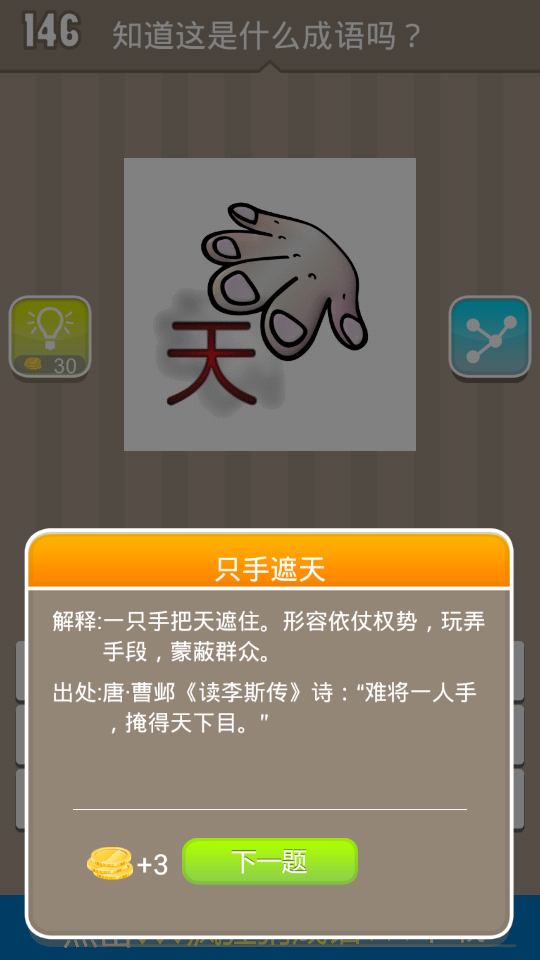 146
知道这是什么成语吗？
30
天
只手遮天
解释:一只手把天遮住。形容依仗权势，玩弄
手段，蒙蔽群众。
出处:唐·曹邺《读李斯传》诗：“难将一人手
，掩得天下目。”
+3
下一题